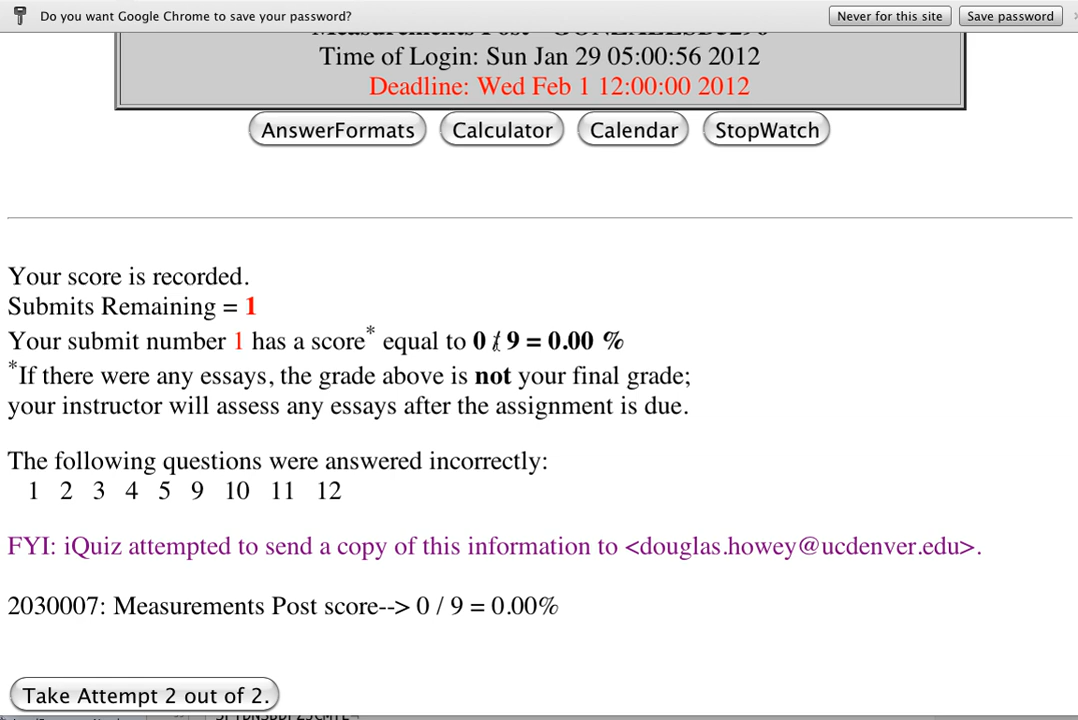 Do you want Google Chrome to save your password?
Never for this site
Save password
Time of Login: Sun Jan 29 05:00:56 2012
Deadline: Wed Feb 1 12:00:00 2012
AnswerFormats
Calculator
Calendar
StopWatch
Your score is recorded.
Submits Remaining = 1
Your submit number 1 has a score* equal to 0 / 9 = 0.00 %
*If there were any essays, the grade above is not your final grade;
your instructor will assess any essays after the assignment is due.
The following questions were answered incorrectly:
1 2 3 4 5 9 10 11 12
FYI: iQuiz attempted to send a copy of this information to <douglas.howey@ucdenver.edu>.
2030007: Measurements Post score--> 0 / 9 = 0.00%
Take Attempt 2 out of 2.